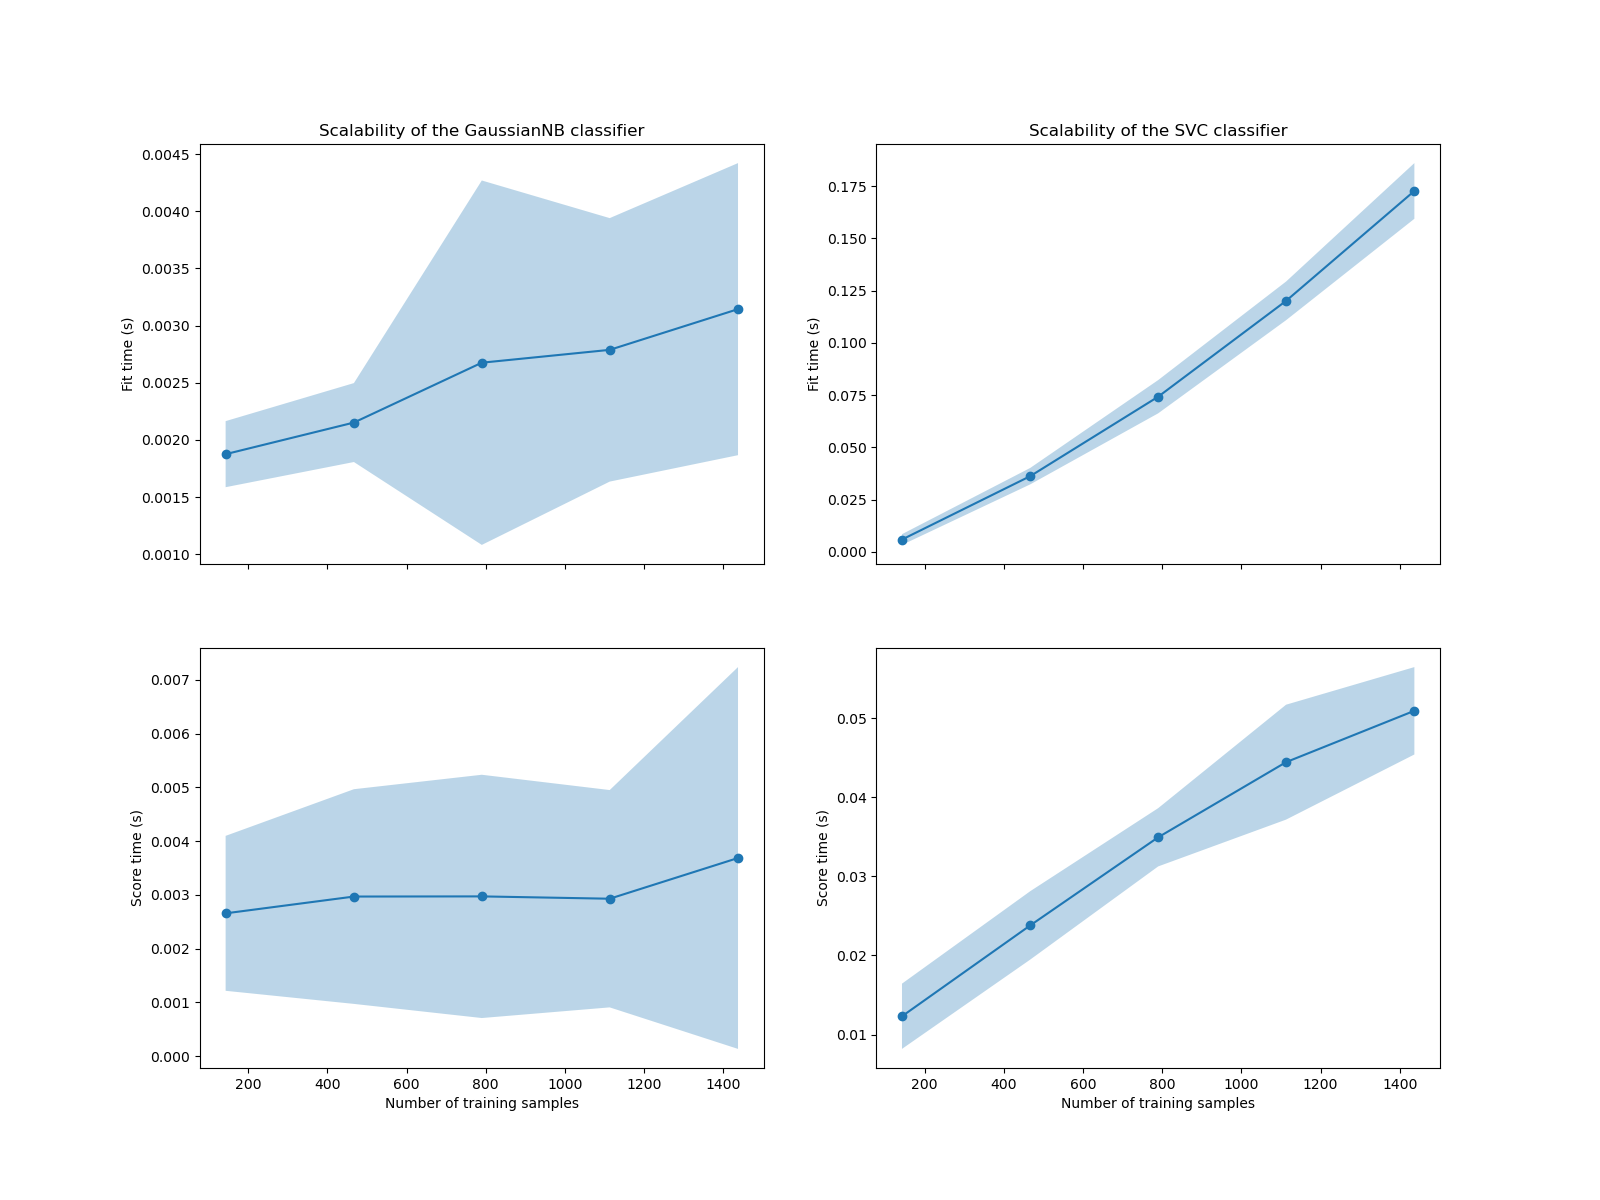 Scalability of the GaussianNB classifier
0.0045
0.0040
0.0035
0.0030
0.0025
0.0020
0.0015
0.0010
Fit time (s)
Scalability of the SVC classifier
0.175
0.150
0.125
0.100
0.075
0.050
0.025
0.000
Fit time (s)
0.007
0.006
0.005
0.004
0.003
0.002
0.001
0.000
Score time (s)
200 400 600 800 1000 1200 1400
Number of training samples
0.05
0.04
0.03
0.02
0.01
Score time (s)
200 400 600 800 1000 1200 1400
Number of training samples